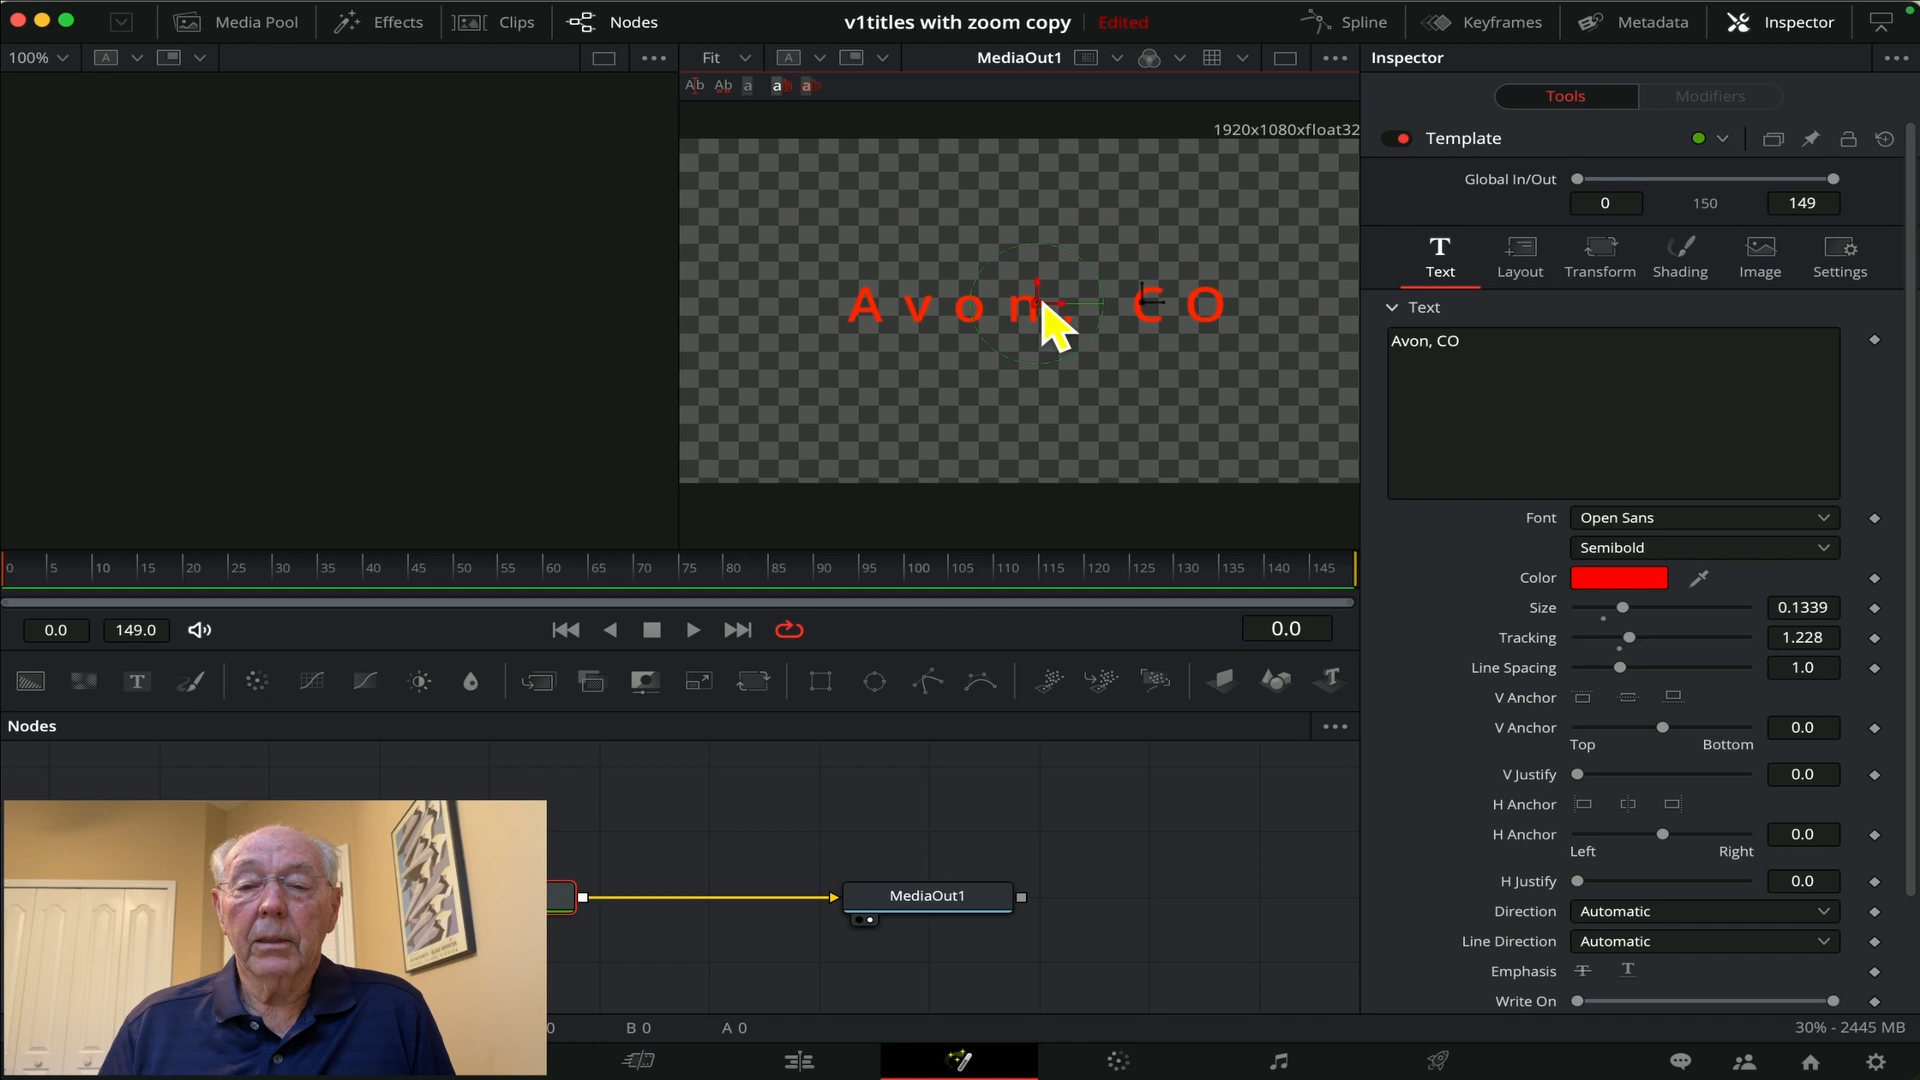 Media Pool Effects Clips Nodes v1titles with zoom copy Edited Spline Keyframes Metadata Inspector
100% A Fit A MediaOut1 Inspector
Ab Ab a ab ab
Tools Modifiers
1920x1080xfloat32
Template
Global In/Out
0 150 149
Text Layout Transform Shading Image Settings
Avon, CO
Text
Avon, CO
Font Open Sans
Semibold
Color
Size 0.1339
Tracking 1.228
Line Spacing 1.0
V Anchor
V Anchor 0.0
Top Bottom
V Justify 0.0
H Anchor
H Anchor 0.0
Left Right
H Justify 0.0
Direction Automatic
Line Direction Automatic
Emphasis
Write On
0 5 10 15 20 25 30 35 40 45 50 55 60 65 70 75 80 85 90 95 100 105 110 115 120 125 130 135 140 145
0.0 149.0 0.0
Nodes
MediaOut1
0 B 0 A 0
30% - 2445 MB